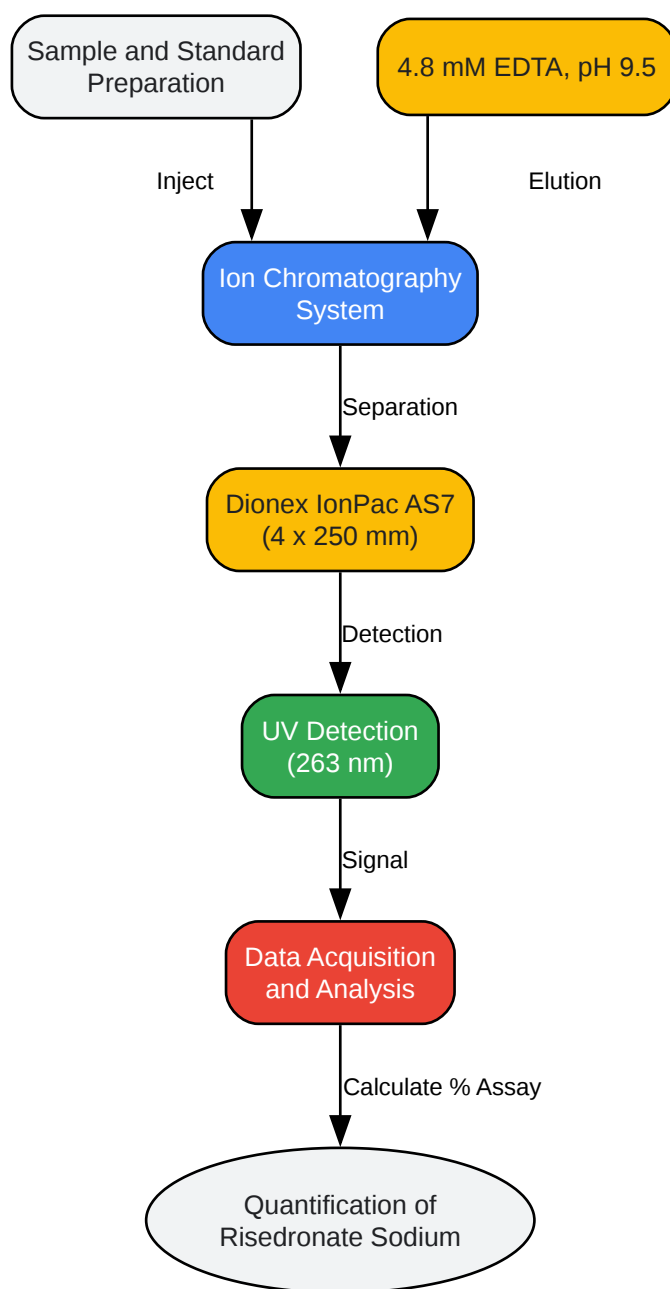 Sample and Standard
Preparation
4.8 mM EDTA, pH 9.5
Inject
Elution
Ion Chromatography
System
Separation
Dionex IonPac AS7
(4 x 250 mm)
Detection
UV Detection
(263 nm)
Signal
Data Acquisition
and Analysis
Calculate % Assay
Quantification of
Risedronate Sodium